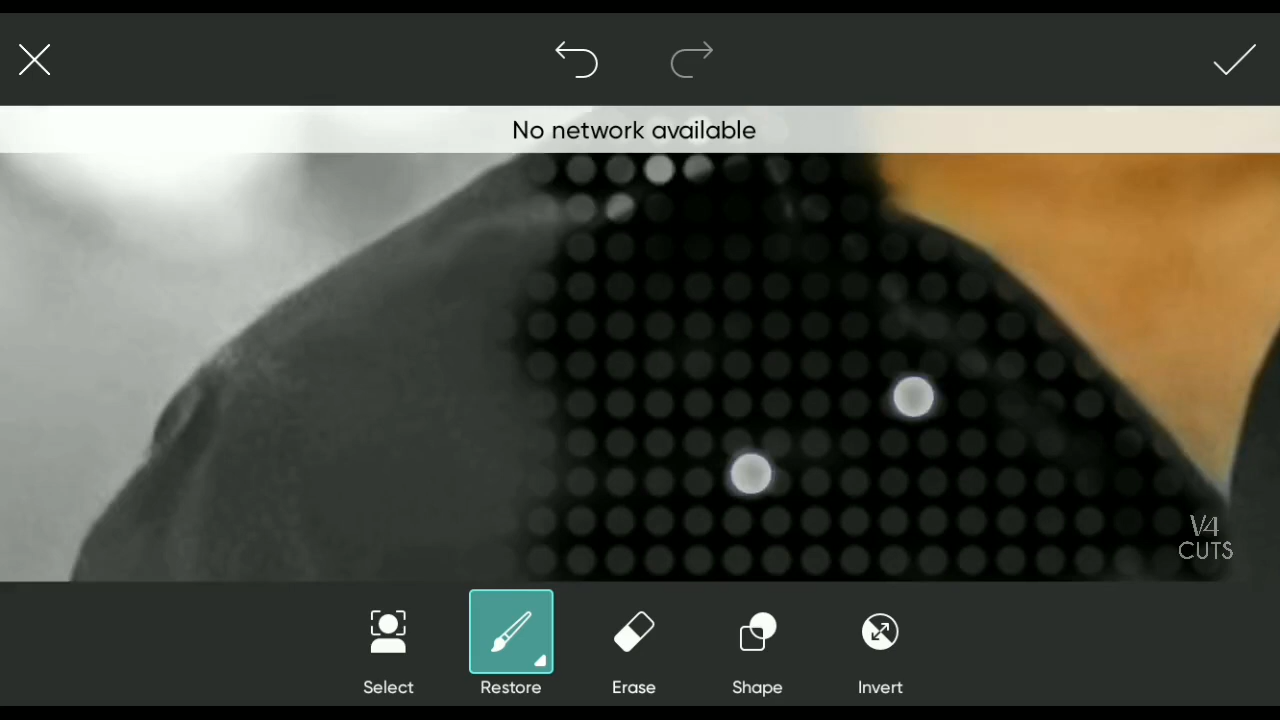 No network available
V4
CUTS
Select
Restore
Erase
Shape
Invert